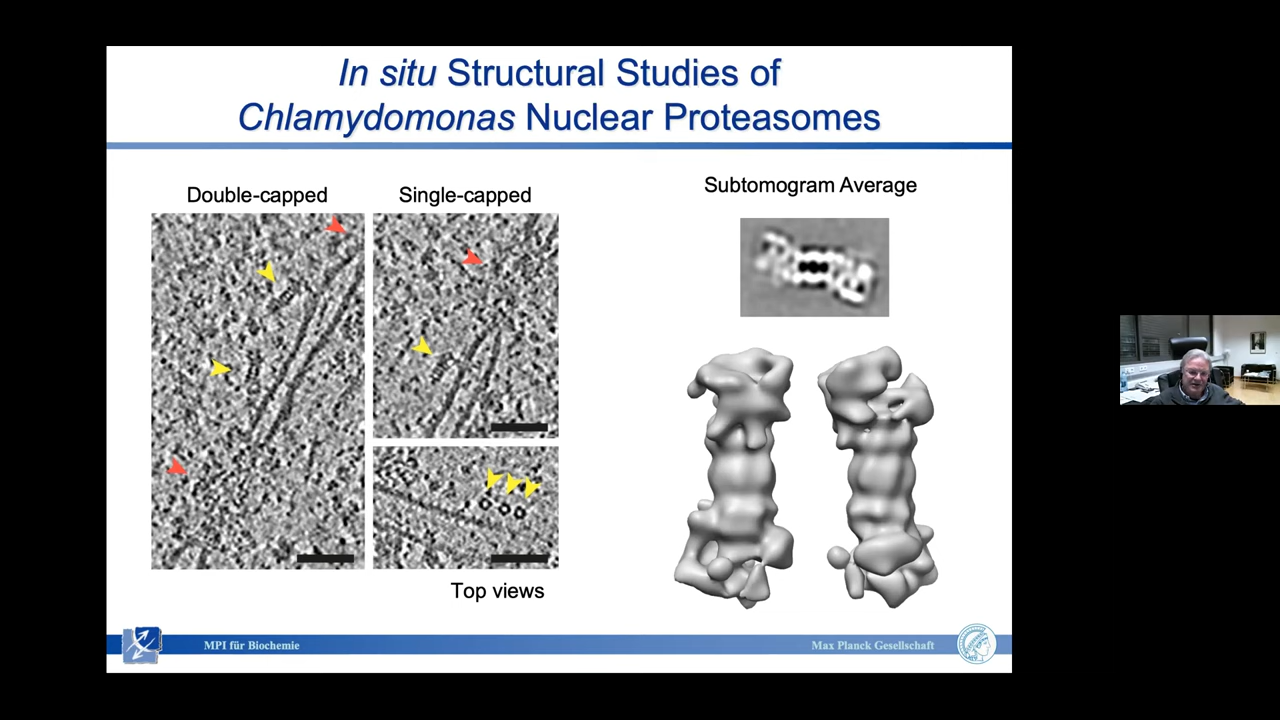 In situ Structural Studies of
Chlamydomonas Nuclear Proteasomes
Double-capped
Single-capped
Subtomogram Average
Top views
MPI für Biochemie
Max Planck Gesellschaft